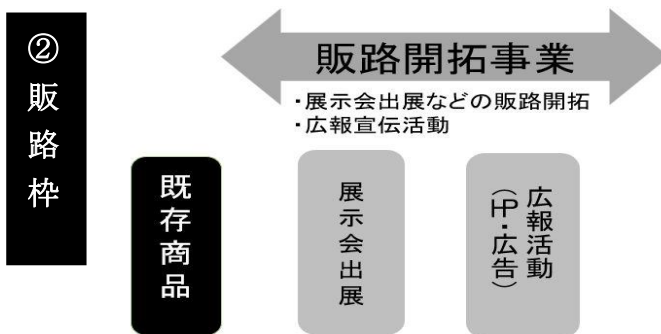 ②販路枠
販路開拓事業
・展示会出展などの販路開拓
・広報宣伝活動
既存商品
展示会出展
広報活動
（HP・広告）